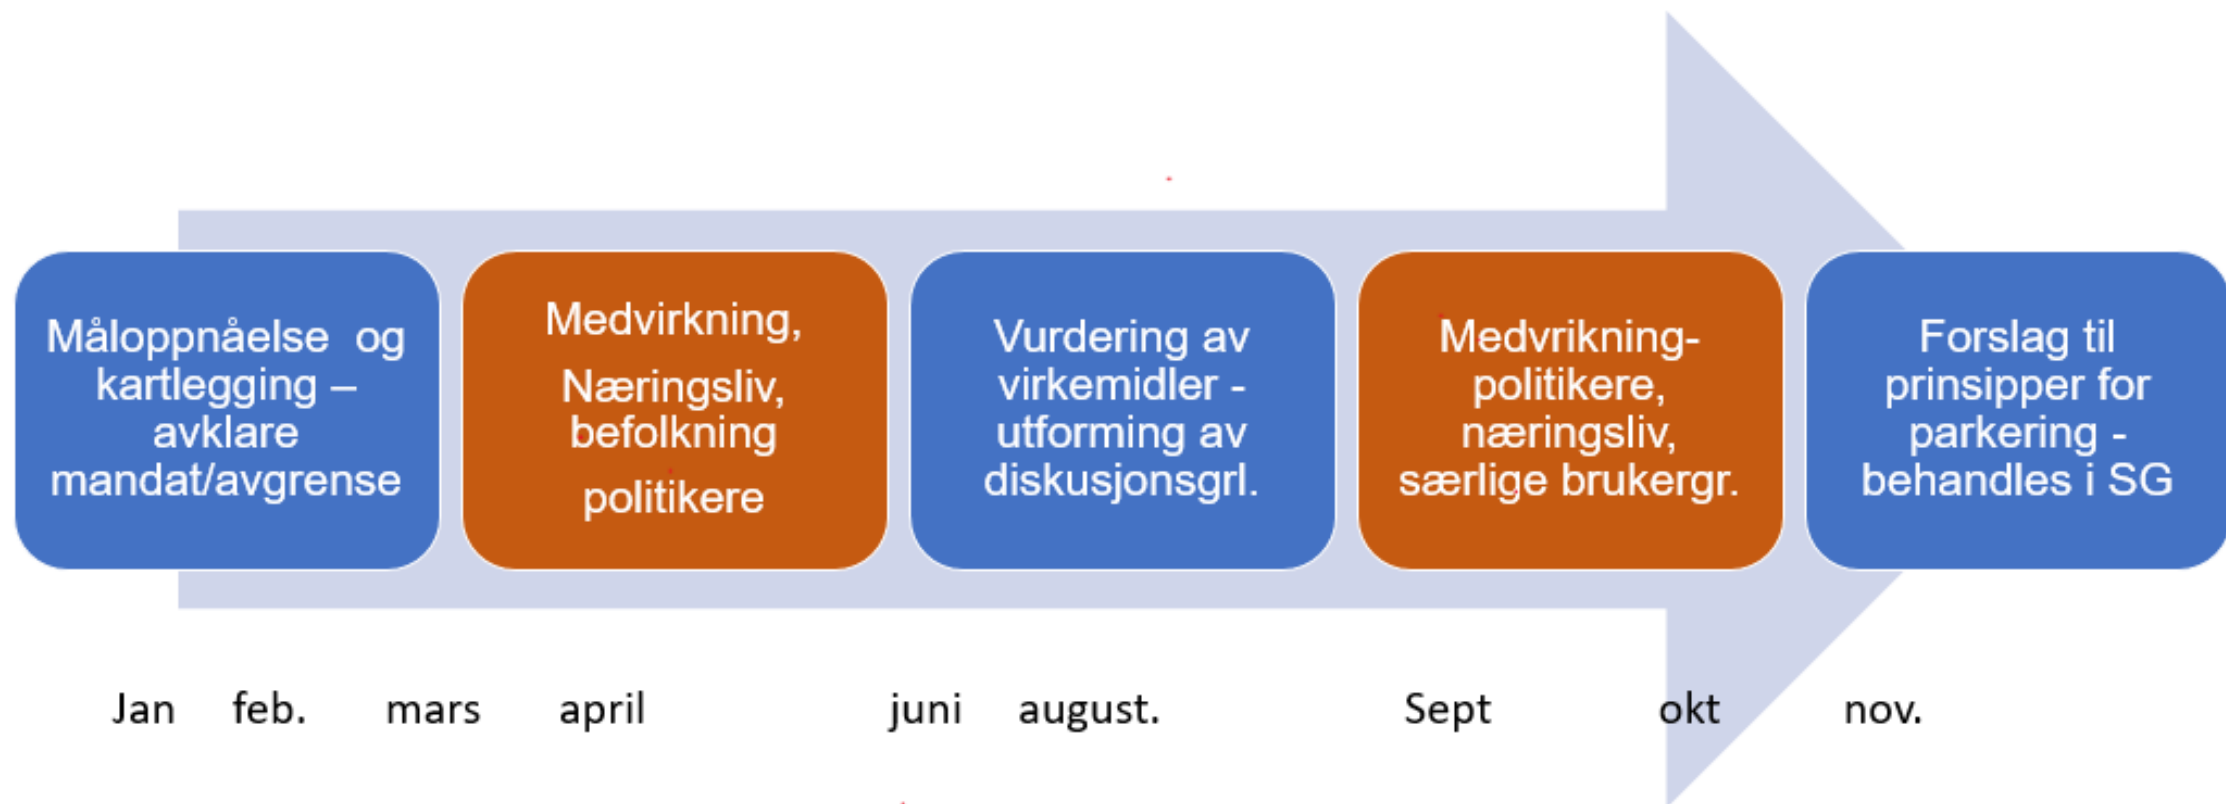 Måloppnåelse og
kartlegging –
avklare
mandat/avgrense
Medvirkning,
Næringsliv,
befolkning
politikere
Vurdering av
virkemidler -
utforming av
diskusjonsgrl.
Medvrikning-
politikere,
næringsliv,
særlige brukergr.
Forslag til
prinsipper for
parkering -
behandles i SG
Jan feb. mars april juni august. Sept okt nov.